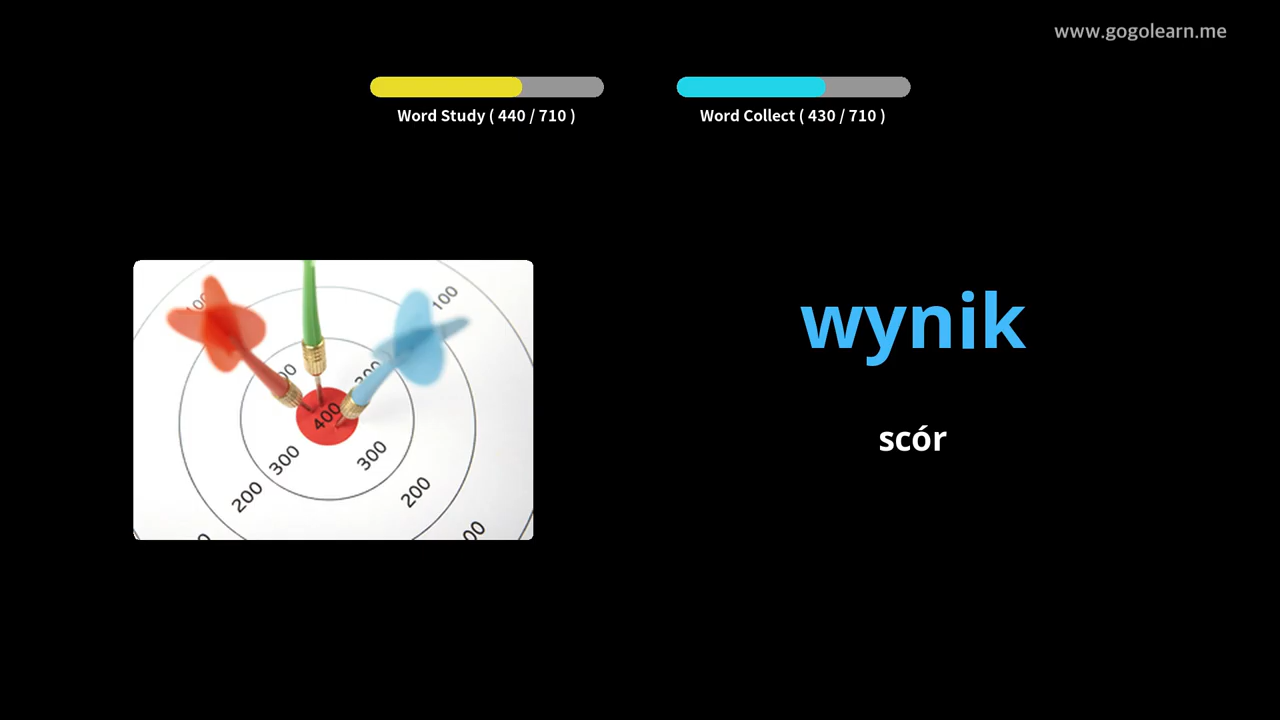 www.gogolearn.me
Word Study ( 440 / 710 )
Word Collect ( 430 / 710 )
wynik
scór
100
100
400
300
300
200
200